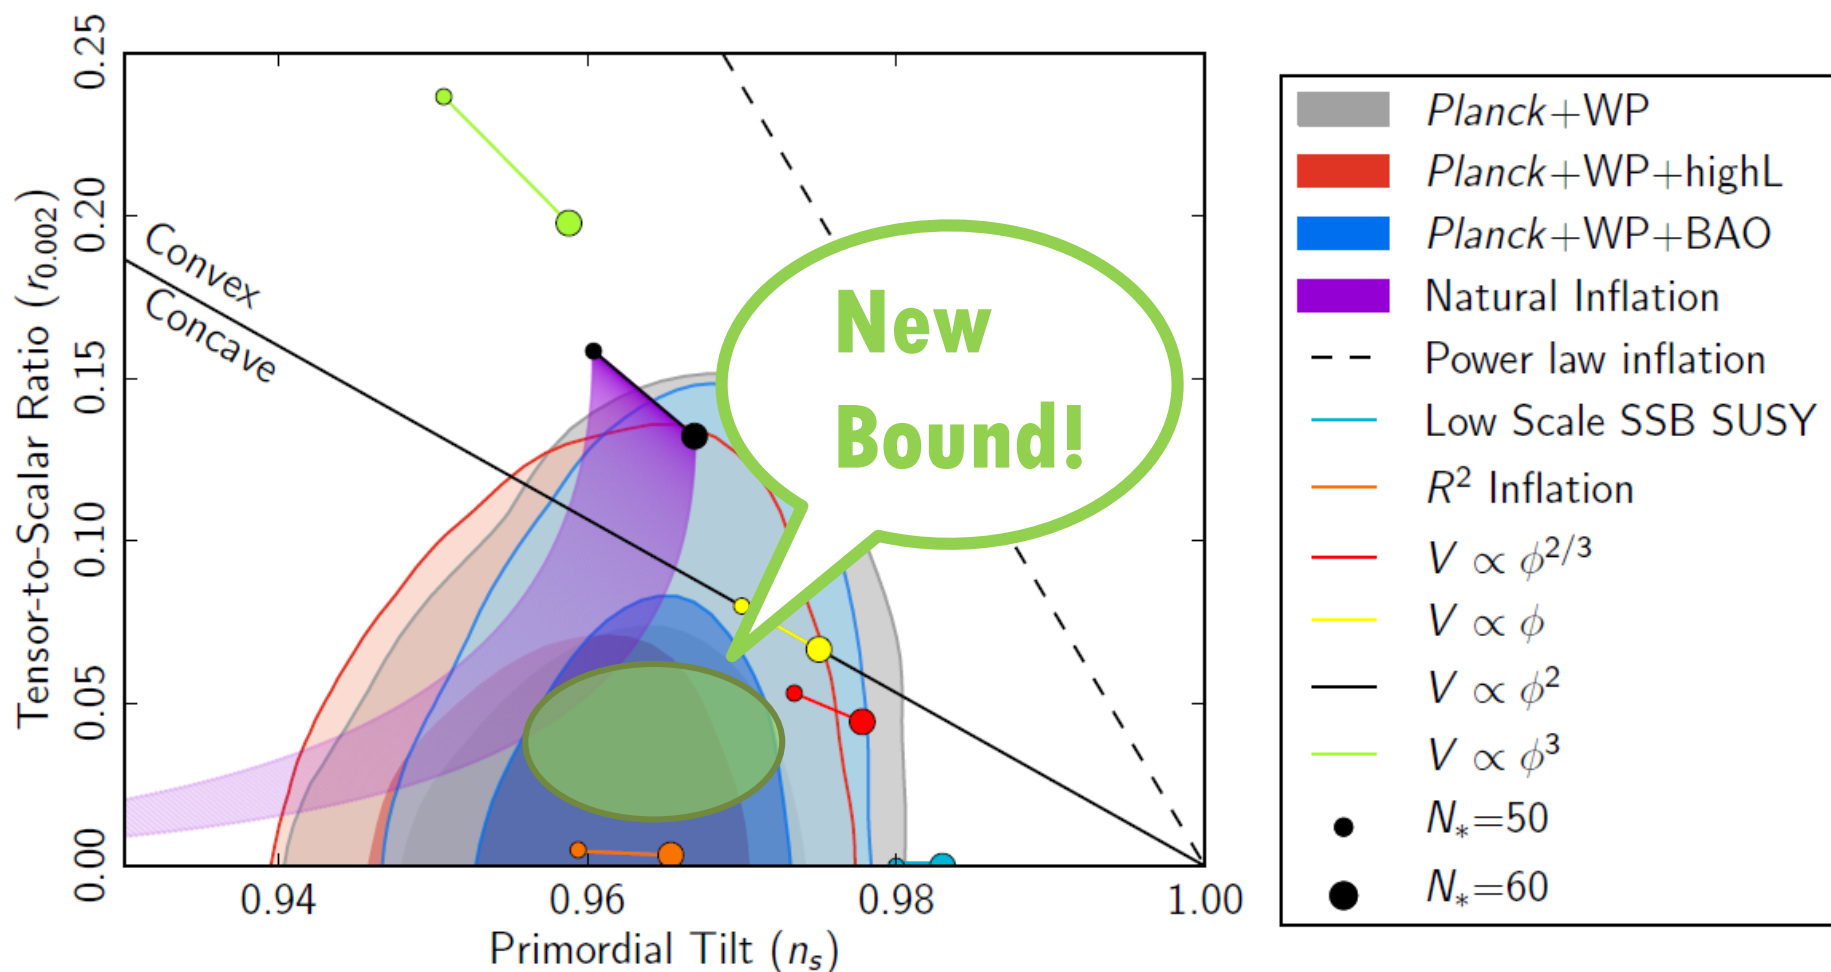 0.25
0.20
0.15
0.10
0.05
0.00
Tensor-to-Scalar Ratio (r₀.₀₀₂)
Convex
Concave
New
Bound!
0.94
0.96
0.98
1.00
Primordial Tilt (nₛ)
Planck+WP
Planck+WP+highL
Planck+WP+BAO
Natural Inflation
Power law inflation
Low Scale SSB SUSY
R² Inflation
V ∝ ϕ²ᐟ³
V ∝ ϕ
V ∝ ϕ²
V ∝ ϕ³
N∗=50
N∗=60